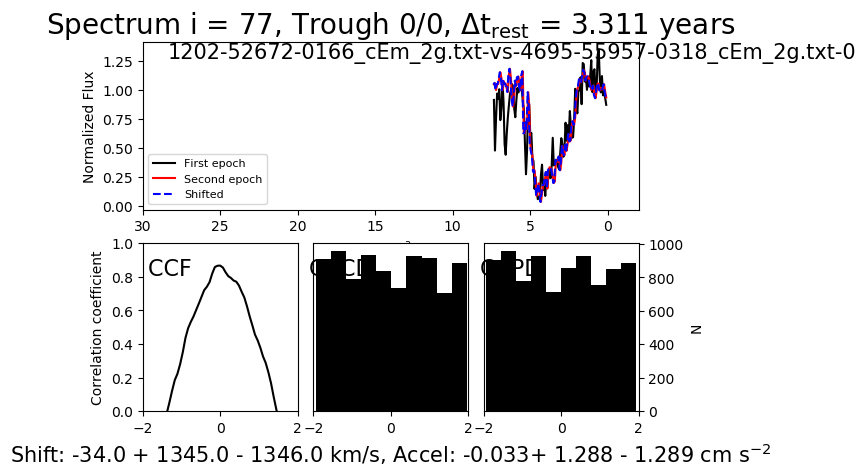 Spectrum i = 77, Trough 0/0, Δt_rest = 3.311 years
1202-52672-0166_cEm_2g.txt-vs-4695-55957-0318_cEm_2g.txt-0
Normalized Flux
1.25
1.00
0.75
0.50
0.25
0.00
First epoch
Second epoch
Shifted
30 25 20 15 10 5 0
Correlation coefficient
1.0
0.8
0.6
0.4
0.2
0.0
CCF
−2 0 2
−2 0 2
−2 0 2
1000
800
600
400
200
0
N
Shift: -34.0 + 1345.0 - 1346.0 km/s, Accel: -0.033+ 1.288 - 1.289 cm s⁻²